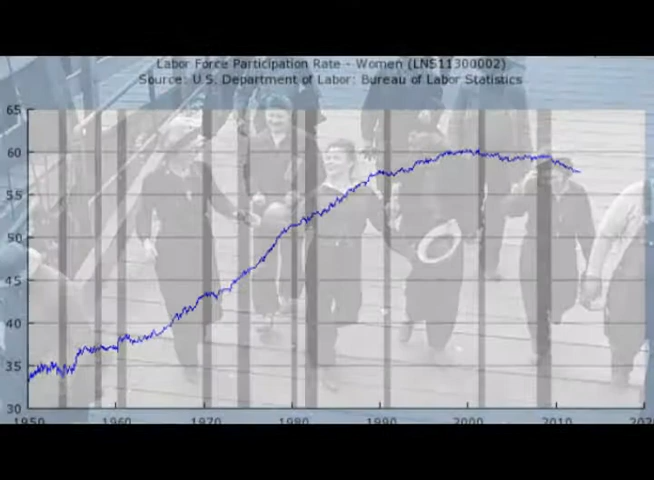 Labor Force Participation Rate - Women (LNS11300002)
Source: U.S. Department of Labor: Bureau of Labor Statistics
65
60
55
50
45
40
35
30
1950 1960 1970 1980 1990 2000 2010